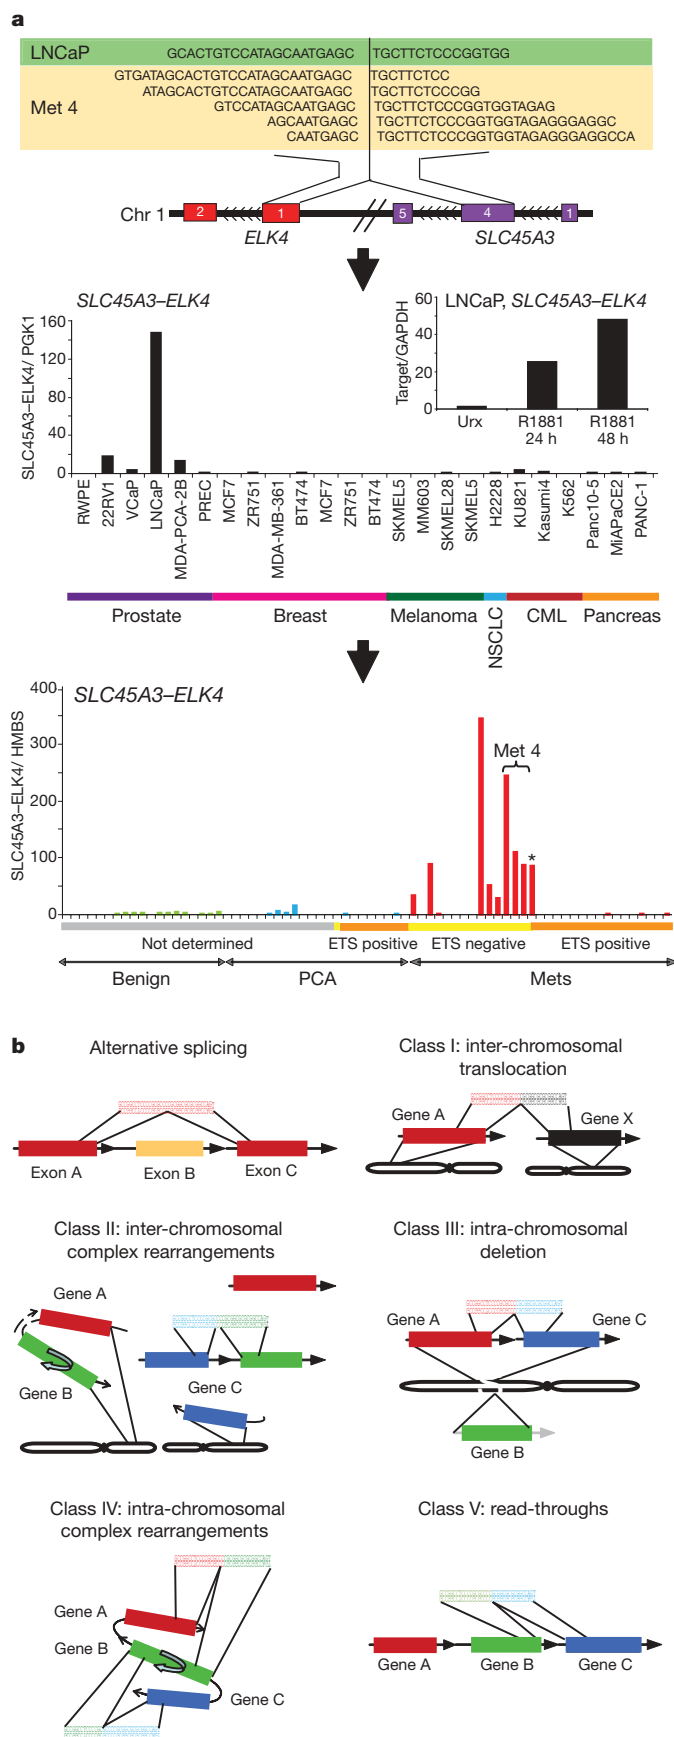 a
LNCaP GCACTGTCCATAGCAATGAGC TGCTTCTCCCGGTGG
GTGATAGCACTGTCCATAGCAATGAGC TGCTTCTCC
ATAGCACTGTCCATAGCAATGAGC TGCTTCTCCCGG
Met 4
GTCCATAGCAATGAGC TGCTTCTCCCGGTGGTAGAG
AGCAATGAGC TGCTTCTCCCGGTGGTAGAGGGAGGC
CAATGAGC TGCTTCTCCCGGTGGTAGAGGGAGGCCA
Chr 1 2 1 5 4 1
ELK4 SLC45A3
SLC45A3–ELK4
SLC45A3–ELK4/ PGK1
160
120
80
40
0
LNCaP, SLC45A3–ELK4
Target/GAPDH
60
40
20
0
Urx R1881 R1881
24 h 48 h
RWPE
22RV1
VCaP
LNCaP
MDA-PCA-2B
PREC
MCF7
ZR751
MDA-MB-361
BT474
MCF7
ZR751
BT474
SKMEL5
MM603
SKMEL28
SKMEL5
H2228
KU821
Kasumi4
K562
Panc10-5
MiAPaCE2
PANC-1
Prostate Breast Melanoma NSCLC CML Pancreas
SLC45A3–ELK4
SLC45A3–ELK4/ HMBS
400
300
200
100
0
Met 4
*
Not determined ETS positive ETS negative ETS positive
Benign PCA Mets
b
Alternative splicing
Exon A Exon B Exon C
Class I: inter-chromosomal
translocation
Gene A Gene X
Class II: inter-chromosomal
complex rearrangements
Gene A
Gene B
Gene C
Class III: intra-chromosomal
deletion
Gene A Gene C
Gene B
Class IV: intra-chromosomal
complex rearrangements
Gene A
Gene B
Gene C
Class V: read-throughs
Gene A Gene B Gene C